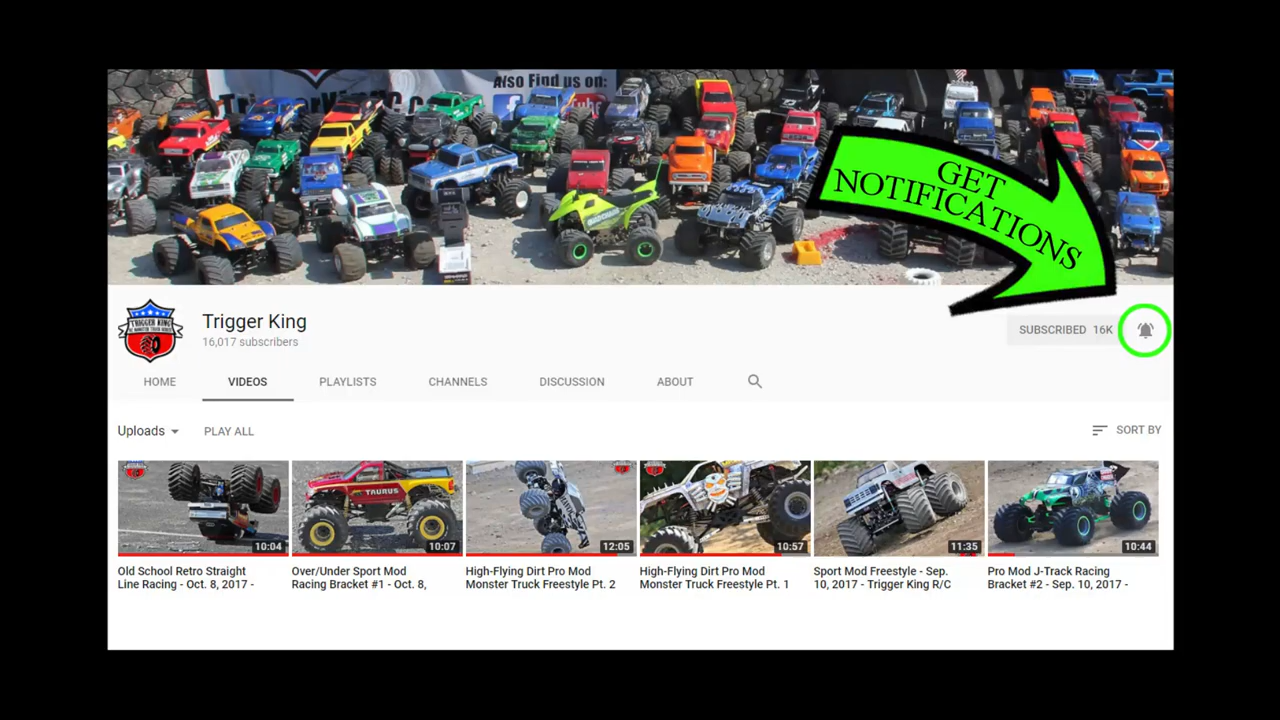 Also Find us on:
GET
NOTIFICATIONS
TRIGGER KING
Trigger King
16,017 subscribers
SUBSCRIBED 16K
HOME VIDEOS PLAYLISTS CHANNELS DISCUSSION ABOUT
Uploads PLAY ALL SORT BY
TAURUS
10:04 10:07 12:05 10:57 11:35 10:44
Old School Retro Straight
Line Racing - Oct. 8, 2017 -
Over/Under Sport Mod
Racing Bracket #1 - Oct. 8,
High-Flying Dirt Pro Mod
Monster Truck Freestyle Pt. 2
High-Flying Dirt Pro Mod
Monster Truck Freestyle Pt. 1
Sport Mod Freestyle - Sep.
10, 2017 - Trigger King R/C
Pro Mod J-Track Racing
Bracket #2 - Sep. 10, 2017 -